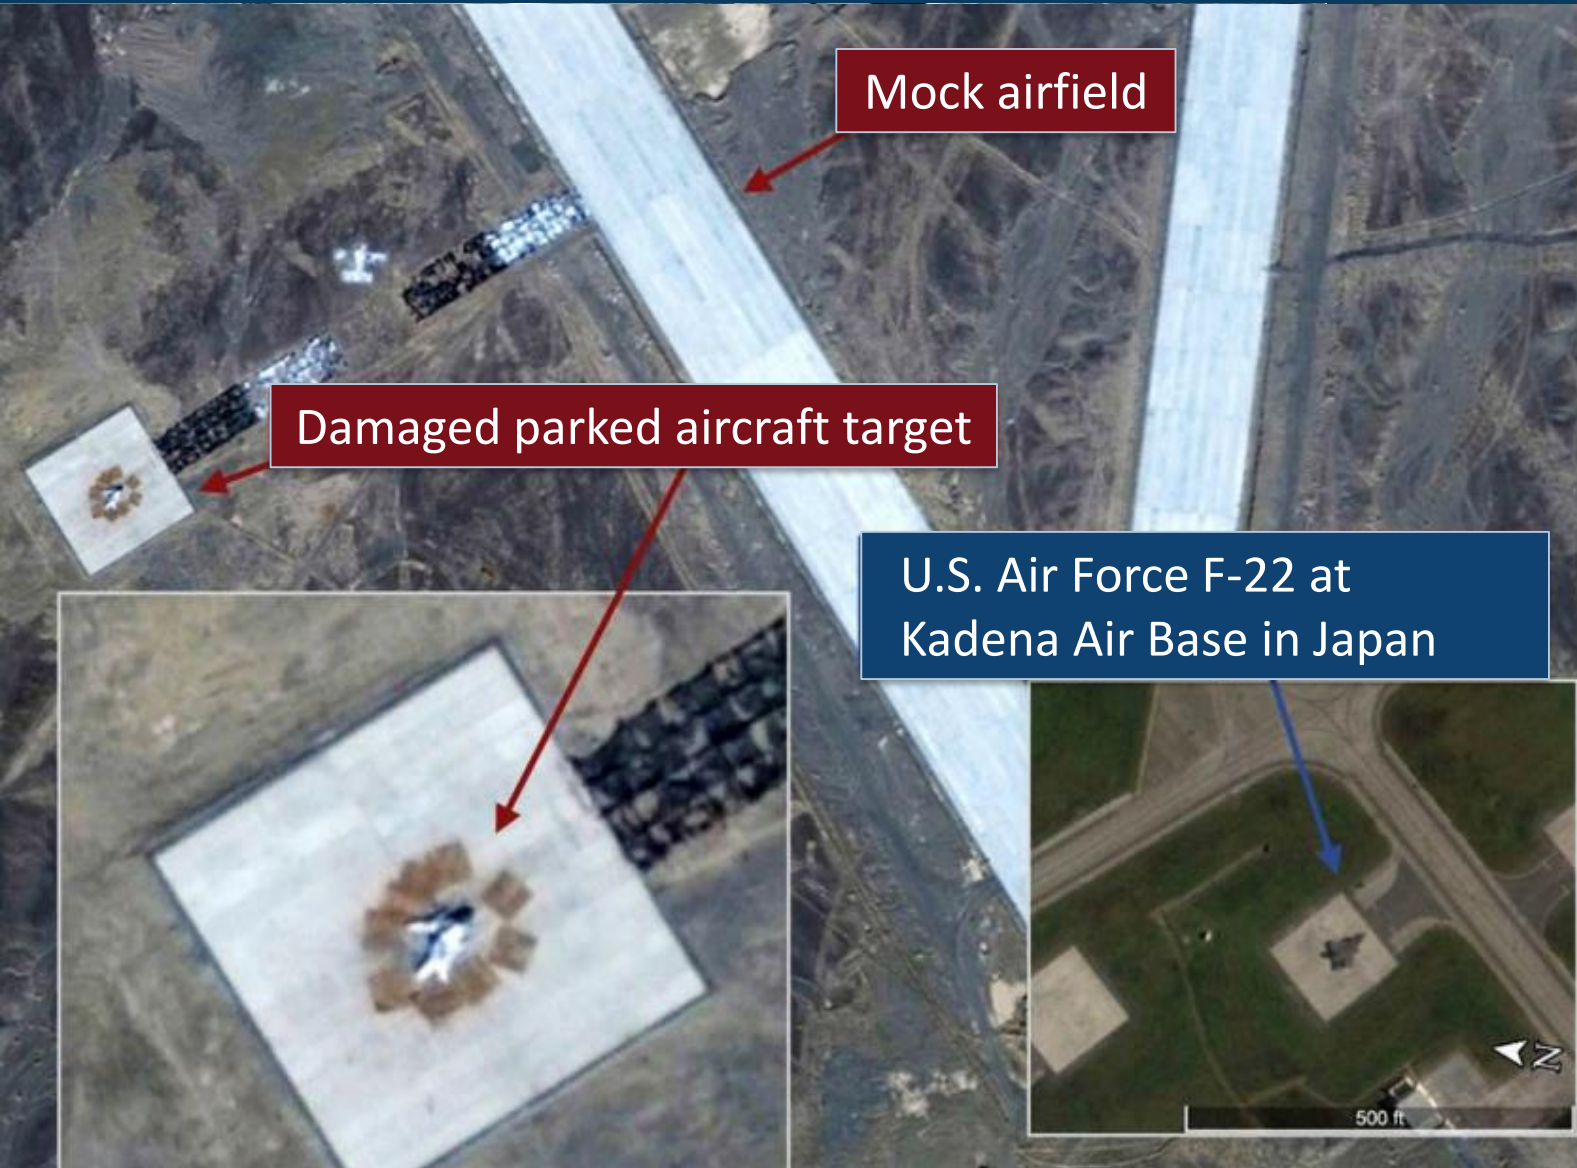 Mock airfield
Damaged parked aircraft target
U.S. Air Force F-22 at
Kadena Air Base in Japan
N
500 ft